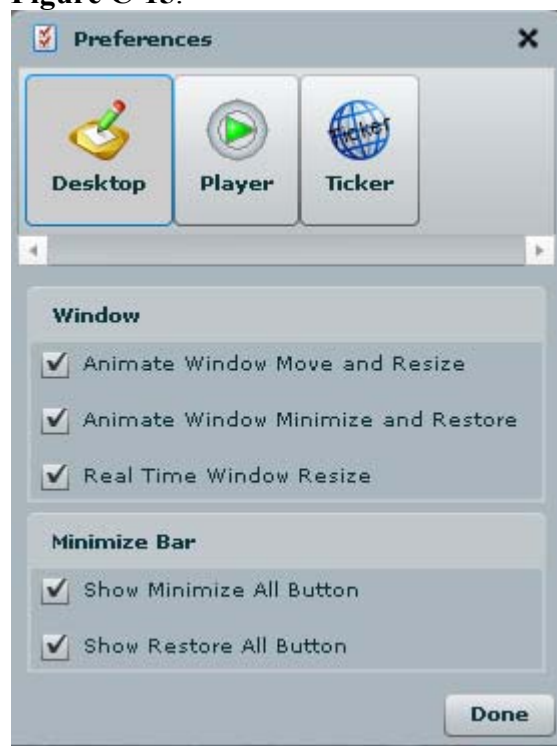 Figure C-13.
Preferences
Desktop
Player
Ticker
Ticker
Window
Animate Window Move and Resize
Animate Window Minimize and Restore
Real Time Window Resize
Minimize Bar
Show Minimize All Button
Show Restore All Button
Done